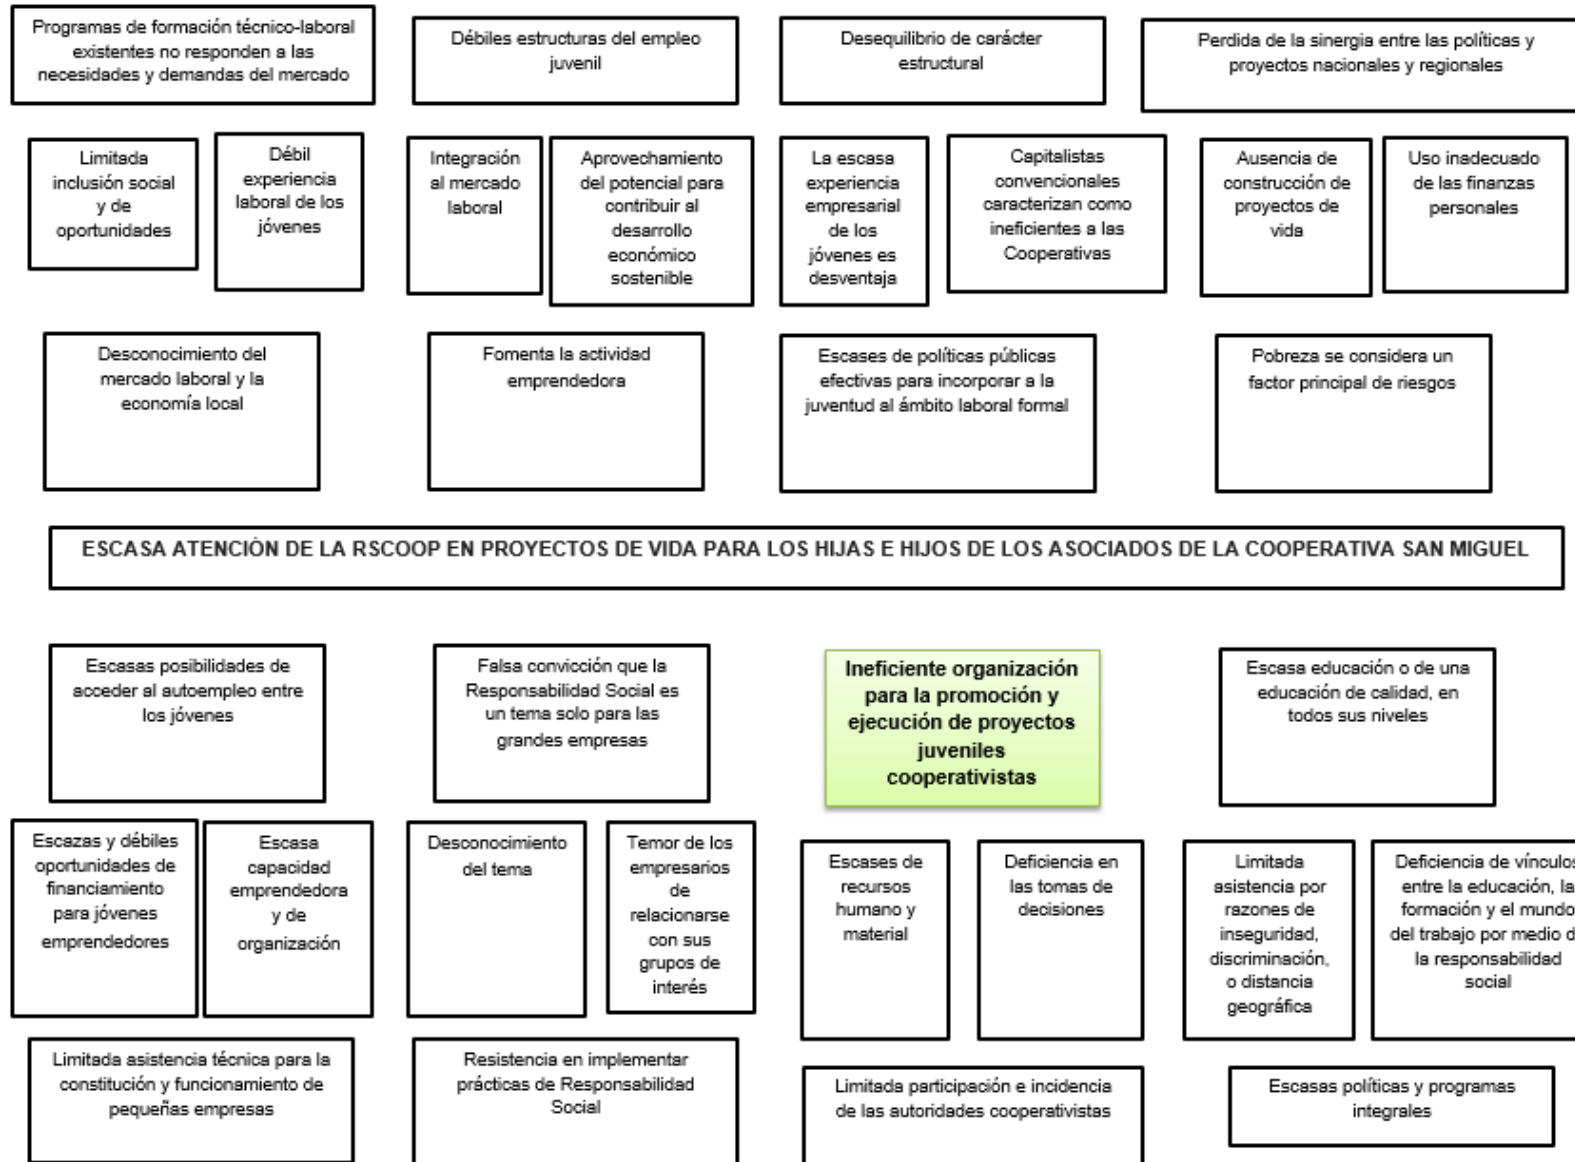 Programas de formación técnico-laboral
existentes no responden a las
necesidades y demandas del mercado
Débiles estructuras del empleo
juvenil
Desequilibrio de carácter
estructural
Perdida de la sinergia entre las políticas y
proyectos nacionales y regionales
Limitada
inclusión social
y de
oportunidades
Débil
experiencia
laboral de los
jóvenes
Integración
al mercado
laboral
Aprovechamiento
del potencial para
contribuir al
desarrollo
económico
sostenible
La escasa
experiencia
empresarial
de los
jóvenes es
desventaja
Capitalistas
convencionales
caracterizan como
ineficientes a las
Cooperativas
Ausencia de
construcción de
proyectos de
vida
Uso inadecuado
de las finanzas
personales
Desconocimiento del
mercado laboral y la
economía local
Fomenta la actividad
emprendedora
Escases de políticas públicas
efectivas para incorporar a la
juventud al ámbito laboral formal
Pobreza se considera un
factor principal de riesgos
ESCASA ATENCIÓN DE LA RSCOOP EN PROYECTOS DE VIDA PARA LOS HIJAS E HIJOS DE LOS ASOCIADOS DE LA COOPERATIVA SAN MIGUEL
Escasas posibilidades de
acceder al autoempleo entre
los jóvenes
Falsa convicción que la
Responsabilidad Social es
un tema solo para las
grandes empresas
Ineficiente organización
para la promoción y
ejecución de proyectos
juveniles
cooperativistas
Escasa educación o de una
educación de calidad, en
todos sus niveles
Escazas y débiles
oportunidades de
financiamiento
para jóvenes
emprendedores
Escasa
capacidad
emprendedora
y de
organización
Desconocimiento
del tema
Temor de los
empresarios
de
relacionarse
con sus
grupos de
interés
Escases de
recursos
humano y
material
Deficiencia en
las tomas de
decisiones
Limitada
asistencia por
razones de
inseguridad,
discriminación,
o distancia
geográfica
Deficiencia de vínculos
entre la educación, la
formación y el mundo
del trabajo por medio d
la responsabilidad
social
Limitada asistencia técnica para la
constitución y funcionamiento de
pequeñas empresas
Resistencia en implementar
prácticas de Responsabilidad
Social
Limitada participación e incidencia
de las autoridades cooperativistas
Escasas políticas y programas
integrales